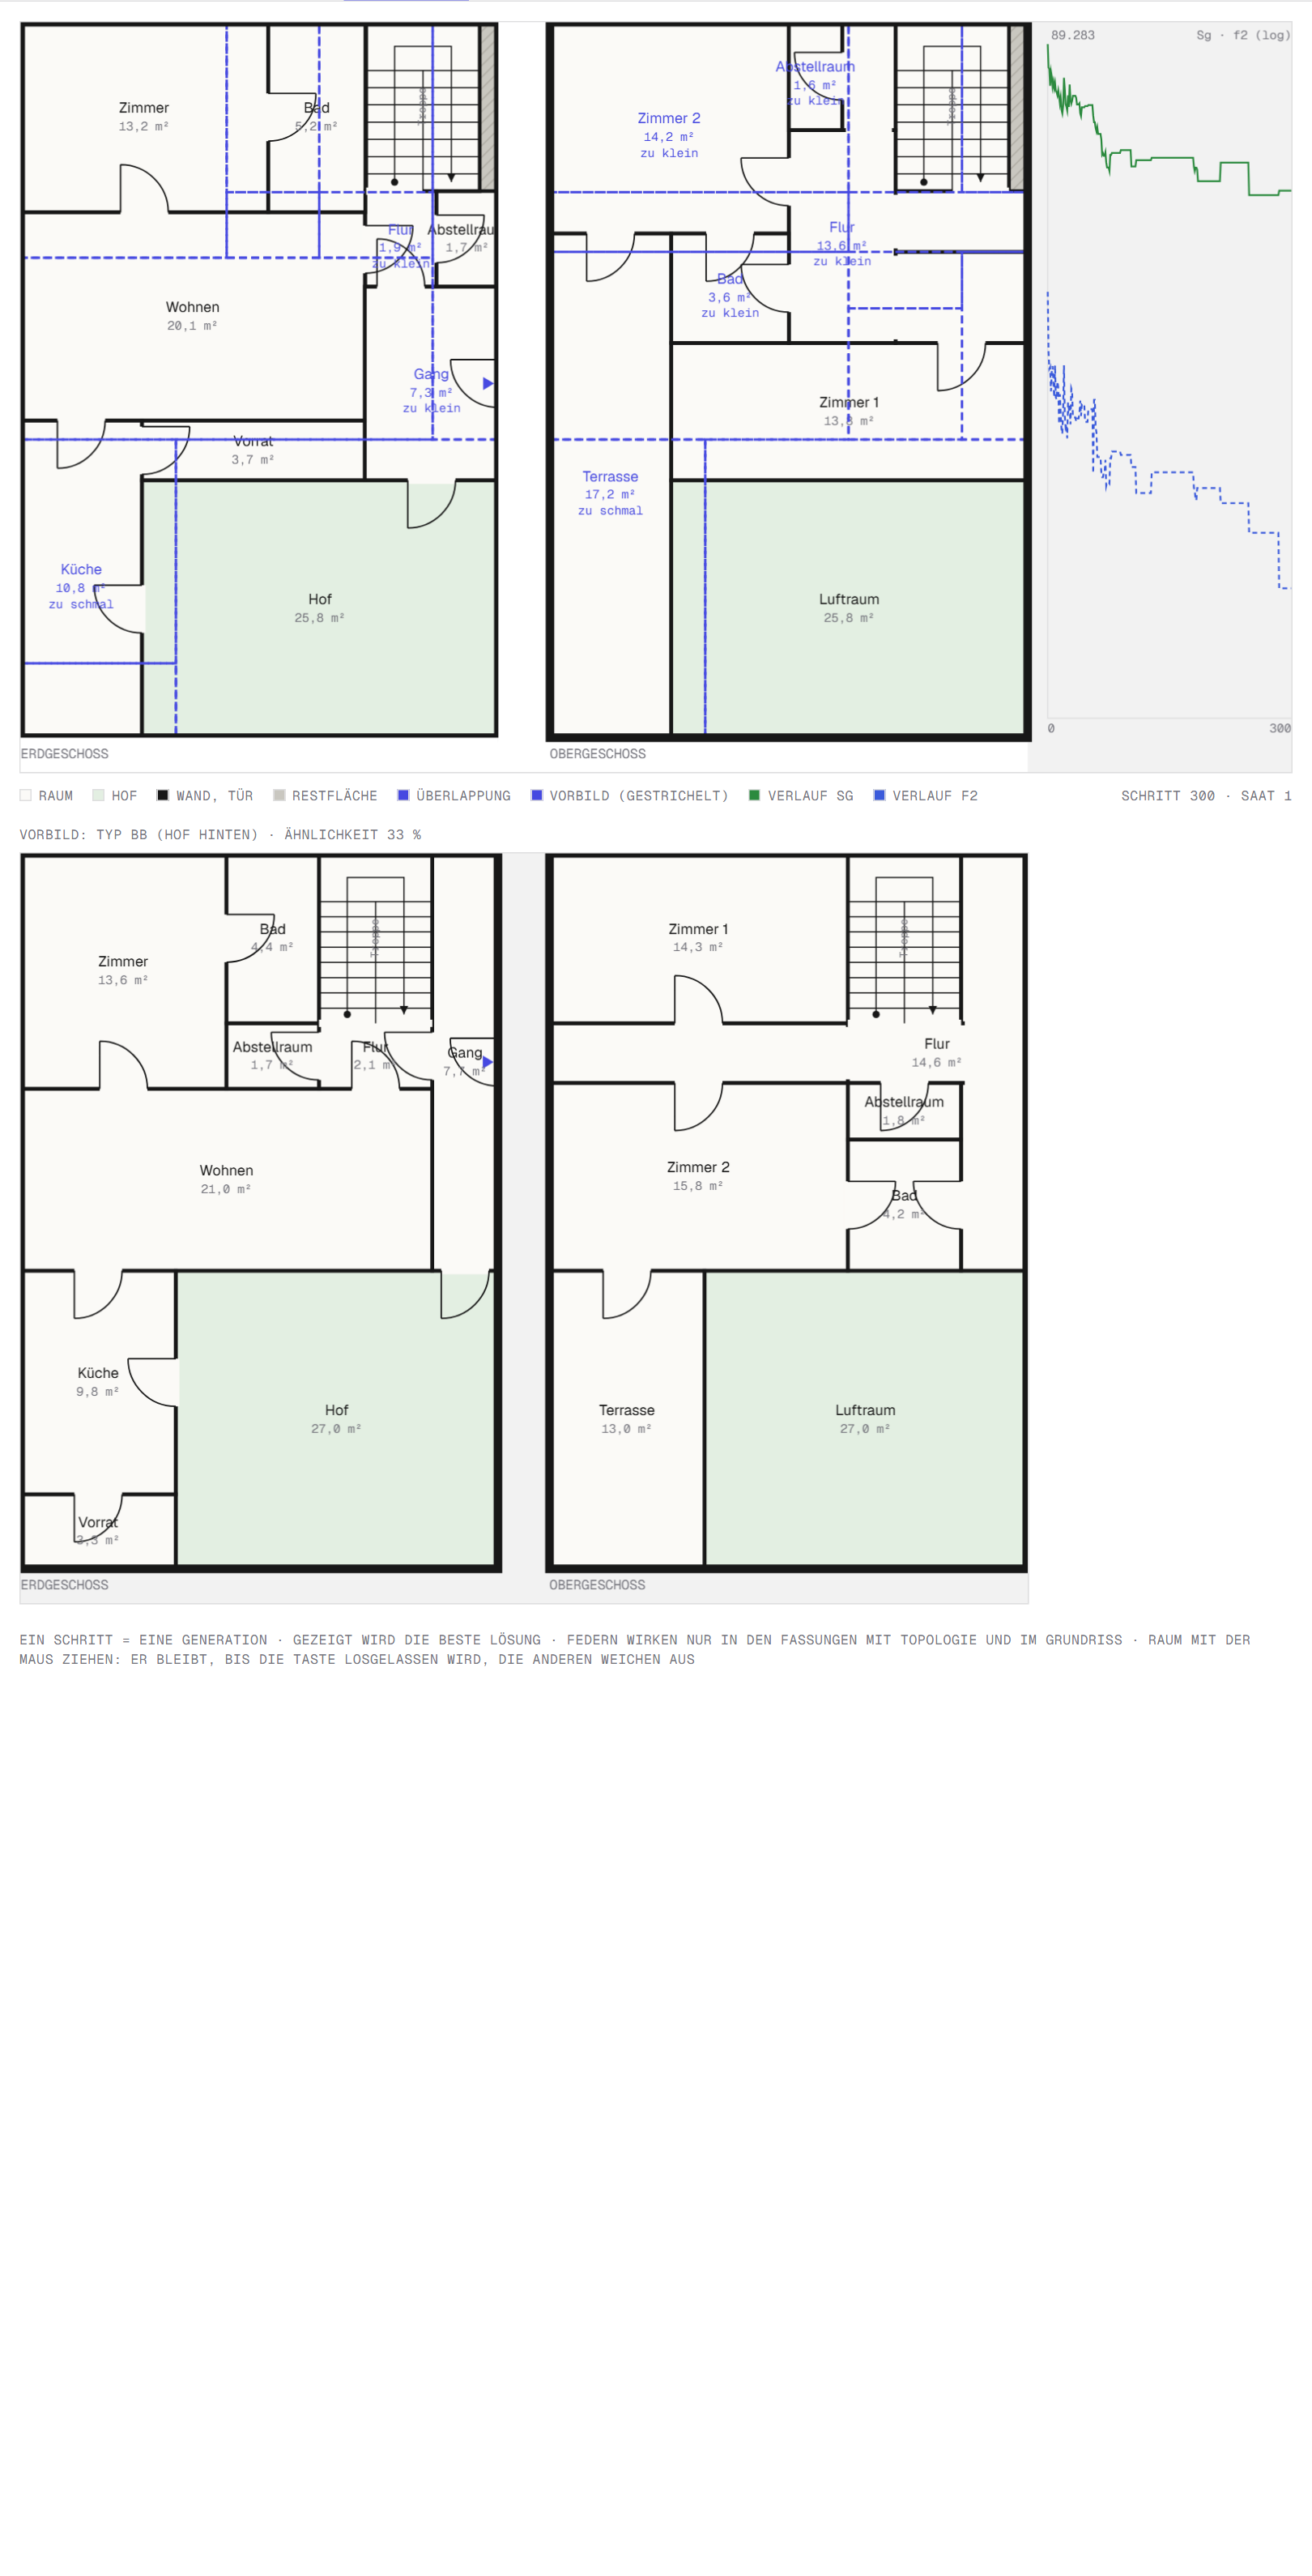 89.283
Sg · f2 (log)
Zimmer
13,2 m²
Bad
5,2 m²
Treppe
Flur
1,9 m²
zu klein
Abstellrau
1,7 m²
Wohnen
20,1 m²
Gang
7,3 m²
zu klein
Vorrat
3,7 m²
Küche
10,8 m²
zu schmal
Hof
25,8 m²
ERDGESCHOSS
Abstellraum
1,6 m²
zu klein
Zimmer 2
14,2 m²
zu klein
Treppe
Flur
13,6 m²
zu klein
Bad
3,6 m²
zu klein
Zimmer 1
13,8 m²
Terrasse
17,2 m²
zu schmal
Luftraum
25,8 m²
OBERGESCHOSS
0
300
RAUM HOF WAND, TÜR RESTFLÄCHE ÜBERLAPPUNG VORBILD (GESTRICHELT) VERLAUF SG VERLAUF F2 SCHRITT 300 · SAAT 1
VORBILD: TYP BB (HOF HINTEN) · ÄHNLICHKEIT 33 %
Zimmer
13,6 m²
Bad
4,4 m²
Treppe
Abstellraum
1,7 m²
Flur
2,1 m²
Gang
7,7 m²
Wohnen
21,0 m²
Küche
9,8 m²
Hof
27,0 m²
Vorrat
3,3 m²
ERDGESCHOSS
Zimmer 1
14,3 m²
Treppe
Flur
14,6 m²
Abstellraum
1,8 m²
Zimmer 2
15,8 m²
Bad
4,2 m²
Terrasse
13,0 m²
Luftraum
27,0 m²
OBERGESCHOSS
EIN SCHRITT = EINE GENERATION · GEZEIGT WIRD DIE BESTE LÖSUNG · FEDERN WIRKEN NUR IN DEN FASSUNGEN MIT TOPOLOGIE UND IM GRUNDRISS · RAUM MIT DER
MAUS ZIEHEN: ER BLEIBT, BIS DIE TASTE LOSGELASSEN WIRD, DIE ANDEREN WEICHEN AUS